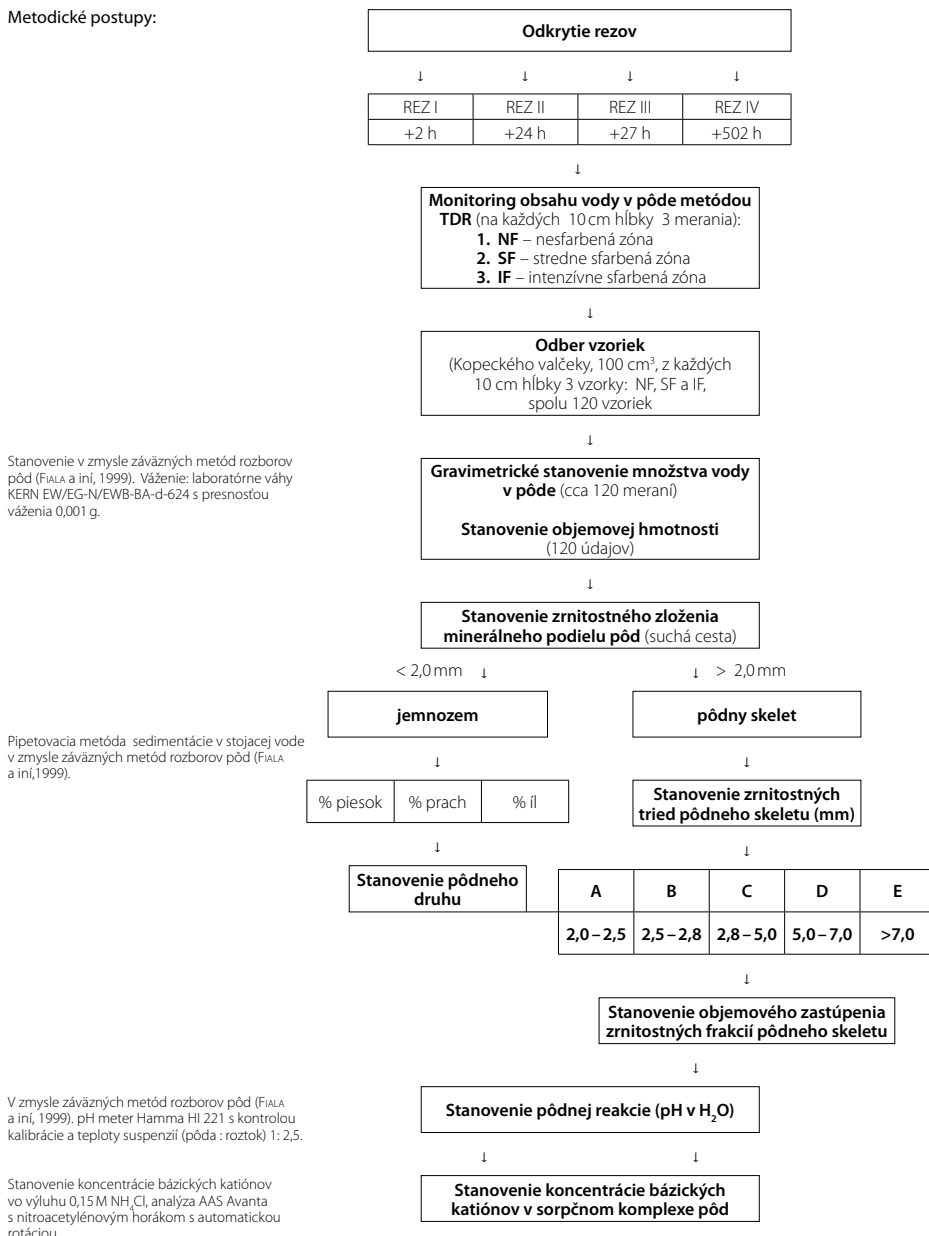 Metodické postupy:
Odkrytie rezov
↓ ↓ ↓ ↓
REZ I REZ II REZ III REZ IV
+2 h +24 h +27 h +502 h
↓
Monitoring obsahu vody v pôde metódou
TDR (na každých 10 cm hĺbky 3 merania):
1. NF – nesfarbená zóna
2. SF – stredne sfarbená zóna
3. IF – intenzívne sfarbená zóna
↓
Odber vzoriek
(Kopeckého valčeky, 100 cm³, z každých
10 cm hĺbky 3 vzorky: NF, SF a IF,
spolu 120 vzoriek
↓
Stanovenie v zmysle záväzných metód rozborov
pôd (Fiala a iní, 1999). Váženie: laboratórne váhy
KERN EW/EG-N/EWB-BA-d-624 s presnosťou
váženia 0,001 g.
Gravimetrické stanovenie množstva vody
v pôde (cca 120 meraní)
Stanovenie objemovej hmotnosti
(120 údajov)
↓
Stanovenie zrnitostného zloženia
minerálneho podielu pôd (suchá cesta)
< 2,0 mm ↓ ↓ > 2,0 mm
jemnozem pôdny skelet
Pipetovacia metóda sedimentácie v stojacej vode
v zmysle záväzných metód rozborov pôd (Fiala
a iní,1999).
↓ ↓
% piesok % prach % íl
Stanovenie zrnitostných
tried pôdneho skeletu (mm)
↓ ↓
Stanovenie pôdneho
druhu
A B C D E
2,0 – 2,5 2,5 – 2,8 2,8 – 5,0 5,0 – 7,0 >7,0
↓
Stanovenie objemového zastúpenia
zrnitostných frakcií pôdneho skeletu
↓
V zmysle záväzných metód rozborov pôd (Fiala
a iní, 1999). pH meter Hamma HI 221 s kontrolou
kalibrácie a teploty suspenzií (pôda : roztok) 1: 2,5.
Stanovenie pôdnej reakcie (pH v H₂O)
↓ ↓
Stanovenie koncentrácie bázických katiónov
vo výluhu 0,15 M NH₄Cl, analýza AAS Avanta
s nitroacetylénovým horákom s automatickou
rotáciou
Stanovenie koncentrácie bázických
katiónov v sorpčnom komplexe pôd